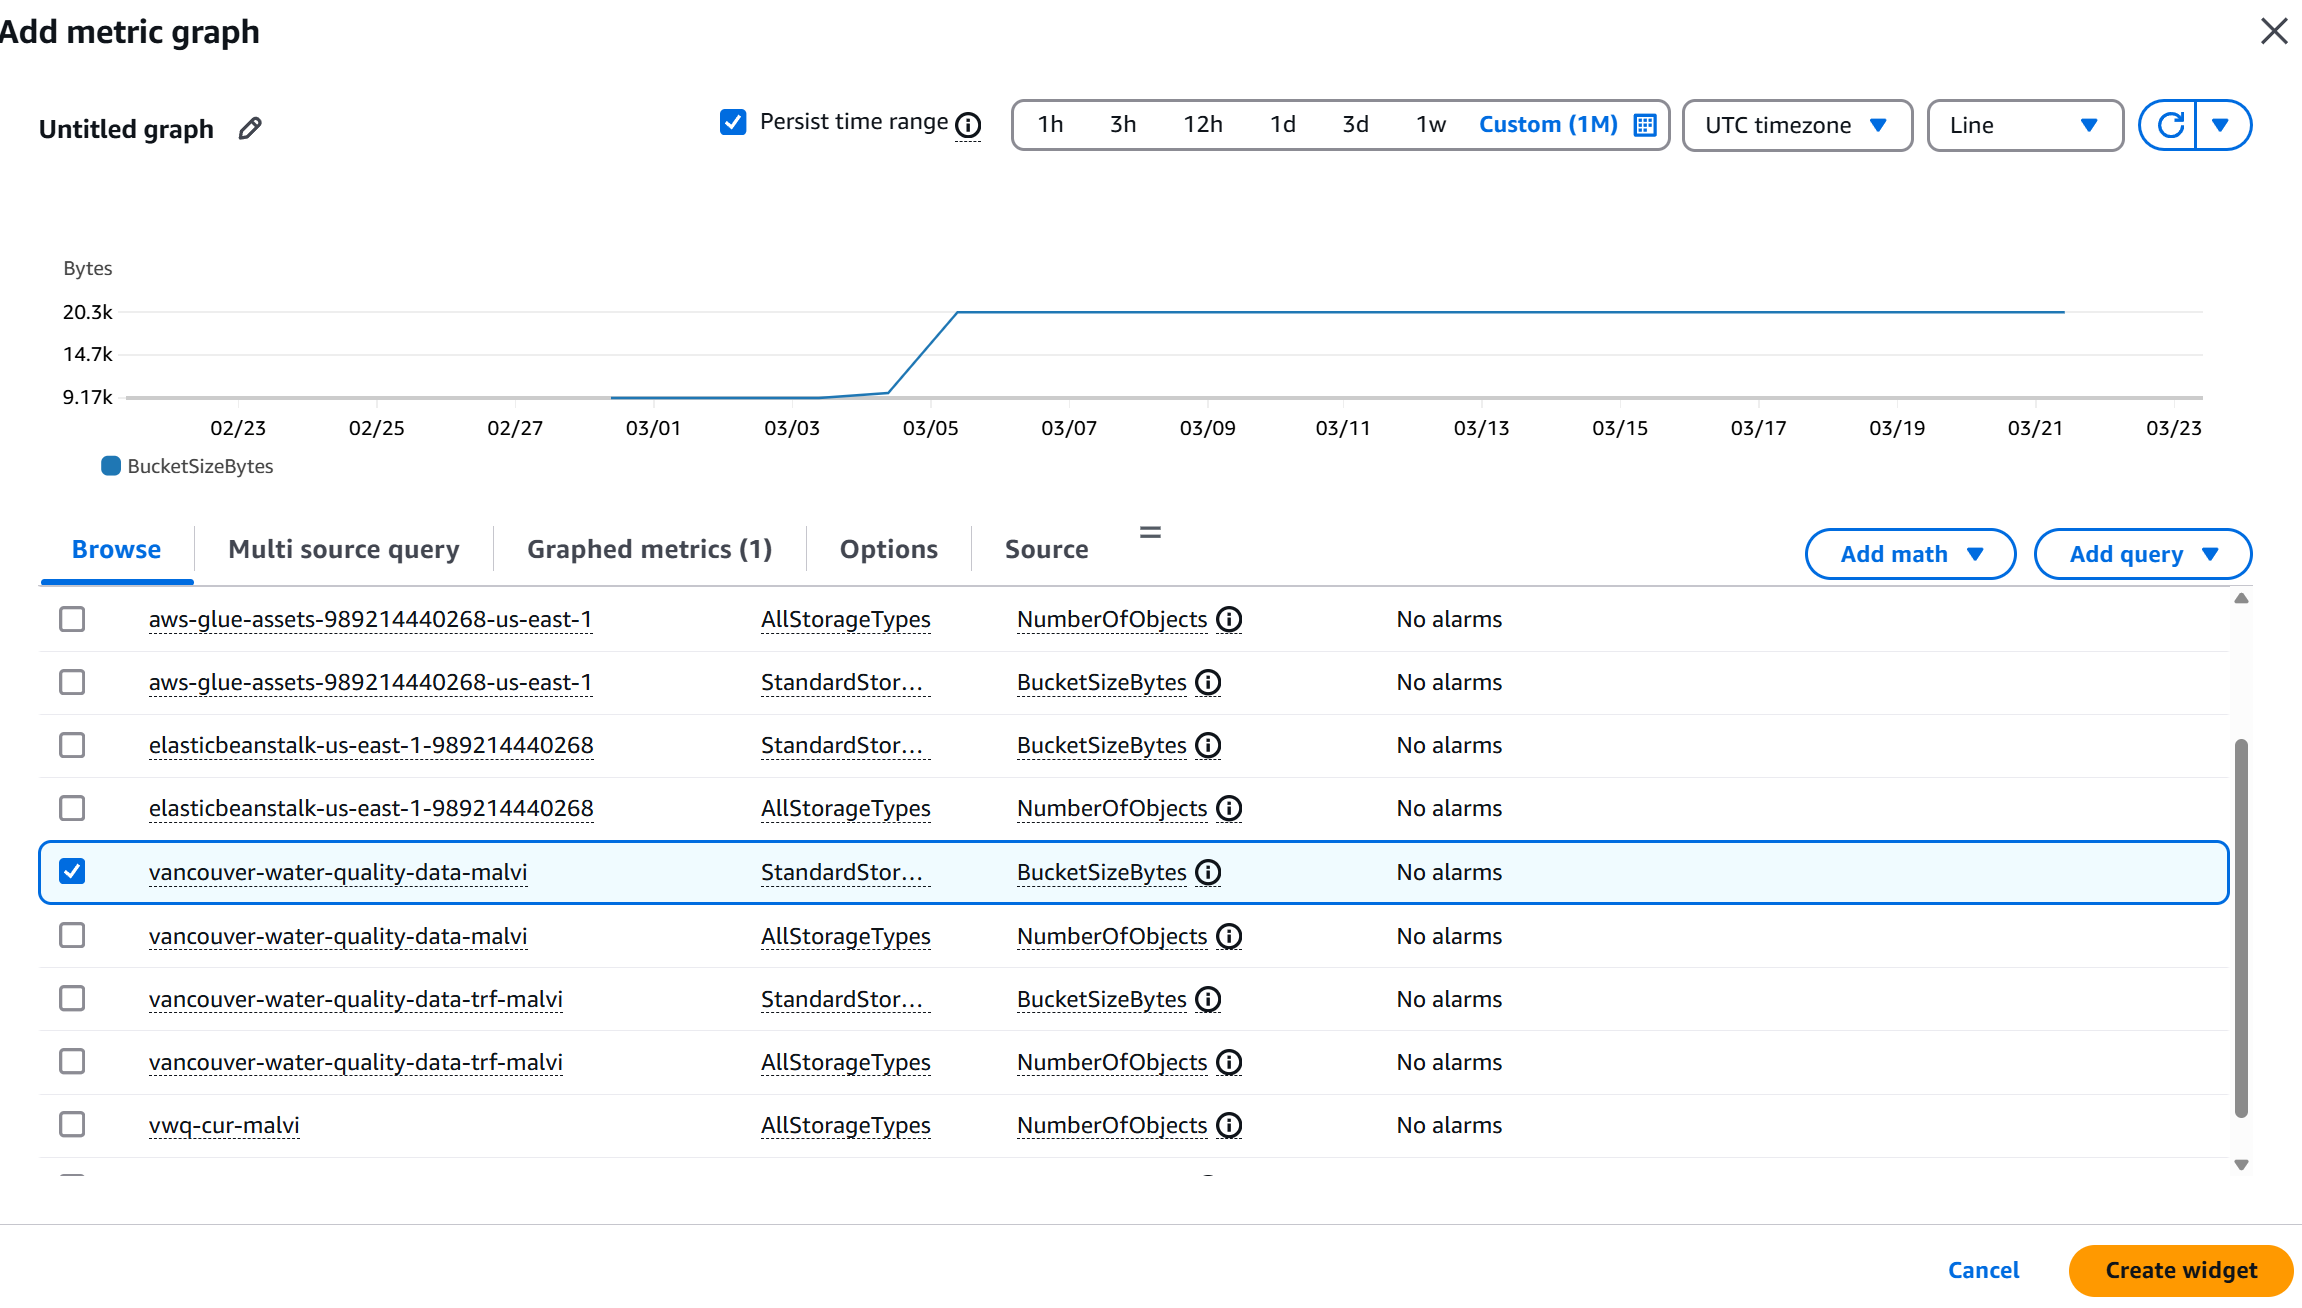 Add metric graph
Untitled graph
Persist time range
1h 3h 12h 1d 3d 1w Custom (1M)
UTC timezone
Line
Bytes
20.3k
14.7k
9.17k
02/23 02/25 02/27 03/01 03/03 03/05 03/07 03/09 03/11 03/13 03/15 03/17 03/19 03/21 03/23
BucketSizeBytes
Browse Multi source query Graphed metrics (1) Options Source
Add math Add query
aws-glue-assets-989214440268-us-east-1 AllStorageTypes NumberOfObjects No alarms
aws-glue-assets-989214440268-us-east-1 StandardStor... BucketSizeBytes No alarms
elasticbeanstalk-us-east-1-989214440268 StandardStor... BucketSizeBytes No alarms
elasticbeanstalk-us-east-1-989214440268 AllStorageTypes NumberOfObjects No alarms
vancouver-water-quality-data-malvi StandardStor... BucketSizeBytes No alarms
vancouver-water-quality-data-malvi AllStorageTypes NumberOfObjects No alarms
vancouver-water-quality-data-trf-malvi StandardStor... BucketSizeBytes No alarms
vancouver-water-quality-data-trf-malvi AllStorageTypes NumberOfObjects No alarms
vwq-cur-malvi AllStorageTypes NumberOfObjects No alarms
Cancel Create widget